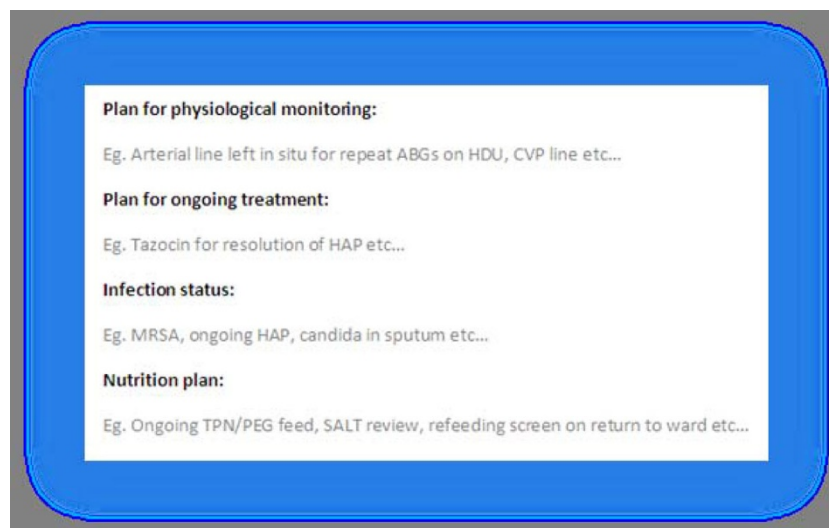 Plan for physiological monitoring:
Eg. Arterial line left in situ for repeat ABGs on HDU, CVP line etc...
Plan for ongoing treatment:
Eg. Tazocin for resolution of HAP etc...
Infection status:
Eg. MRSA, ongoing HAP, candida in sputum etc...
Nutrition plan:
Eg. Ongoing TPN/PEG feed, SALT review, refeeding screen on return to ward etc...